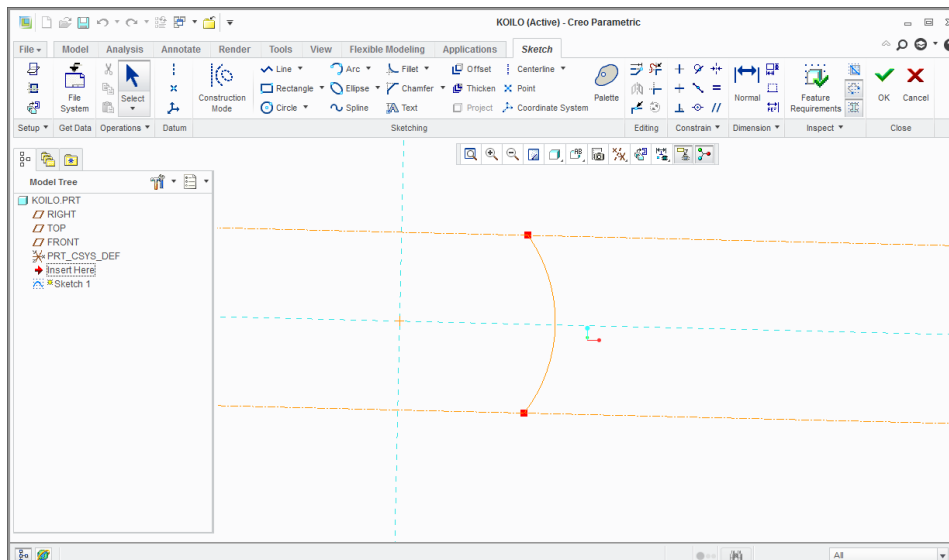 KOILO (Active) - Creo Parametric
File Model Analysis Annotate Render Tools View Flexible Modeling Applications Sketch
Line Arc Fillet Offset Centerline
Rectangle Ellipse Chamfer Thicken Point
Circle Spline Text Project Coordinate System
File System
Select
Construction Mode
Palette
Normal
Feature Requirements
OK Cancel
Setup Get Data Operations Datum Sketching Editing Constrain Dimension Inspect Close
Model Tree
KOILO.PRT
RIGHT
TOP
FRONT
PRT_CSYS_DEF
Insert Here
Sketch 1
All